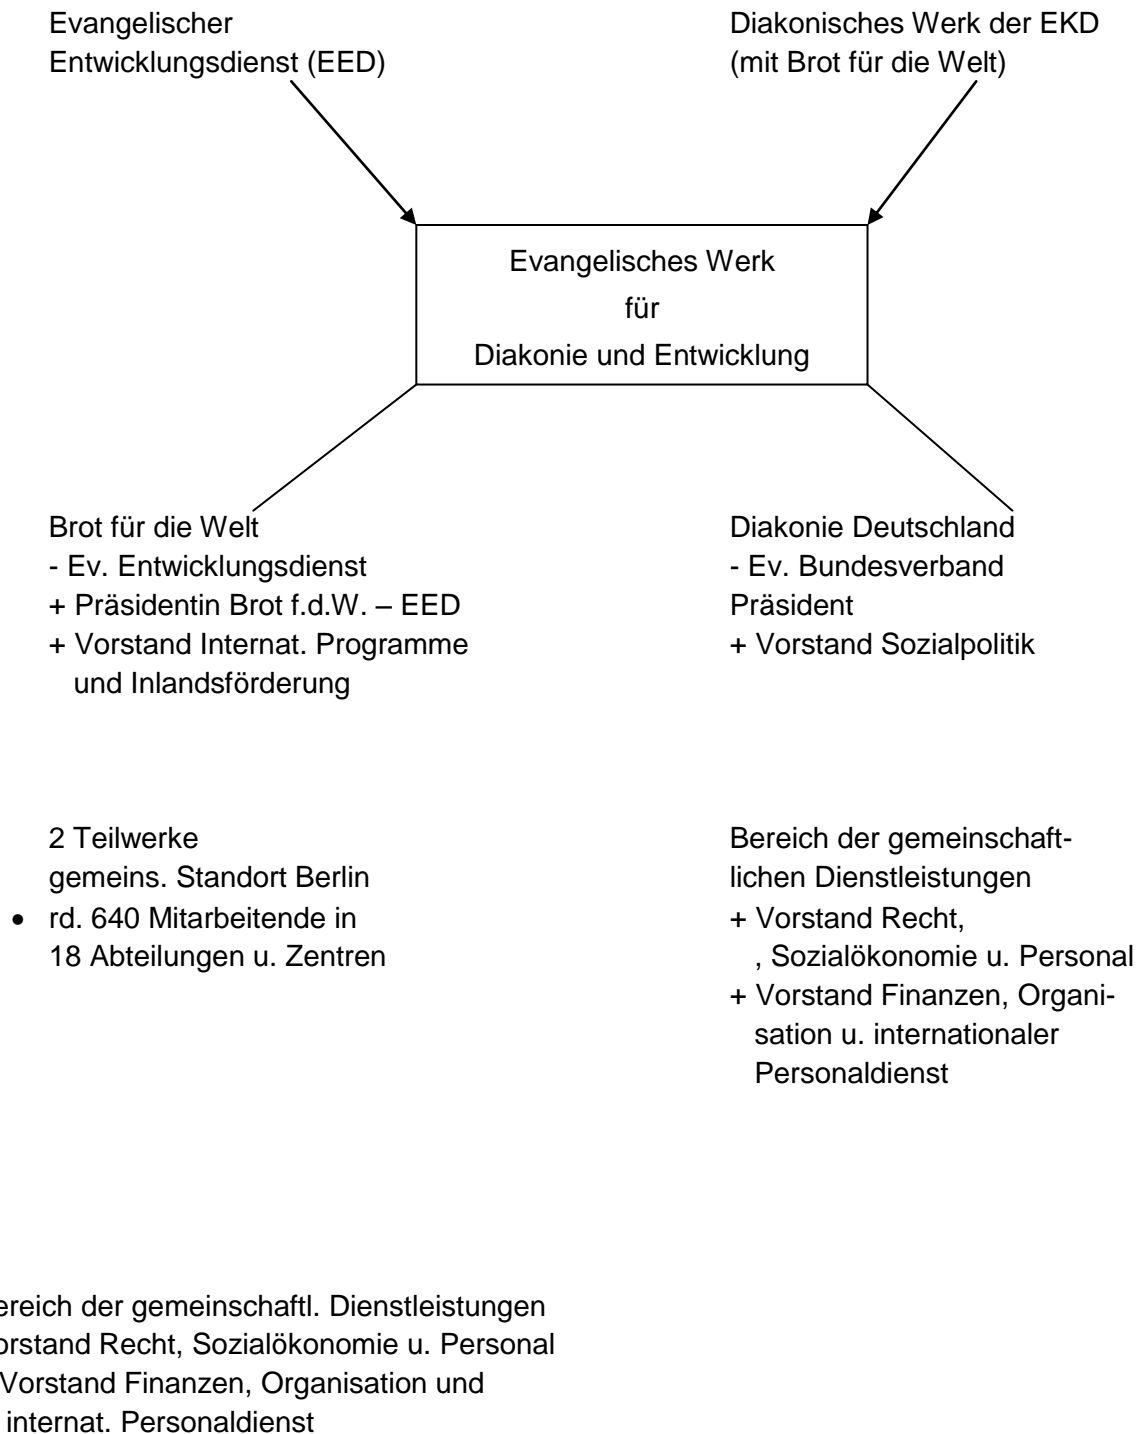 Evangelischer
Entwicklungsdienst (EED)
Diakonisches Werk der EKD
(mit Brot für die Welt)
Evangelisches Werk
für
Diakonie und Entwicklung
Brot für die Welt
- Ev. Entwicklungsdienst
+ Präsidentin Brot f.d.W. – EED
+ Vorstand Internat. Programme
und Inlandsförderung
Diakonie Deutschland
- Ev. Bundesverband
Präsident
+ Vorstand Sozialpolitik
2 Teilwerke
gemeins. Standort Berlin
• rd. 640 Mitarbeitende in
18 Abteilungen u. Zentren
Bereich der gemeinschaft-
lichen Dienstleistungen
+ Vorstand Recht,
, Sozialökonomie u. Personal
+ Vorstand Finanzen, Organi-
sation u. internationaler
Personaldienst
ereich der gemeinschaftl. Dienstleistungen
orstand Recht, Sozialökonomie u. Personal
Vorstand Finanzen, Organisation und
internat. Personaldienst